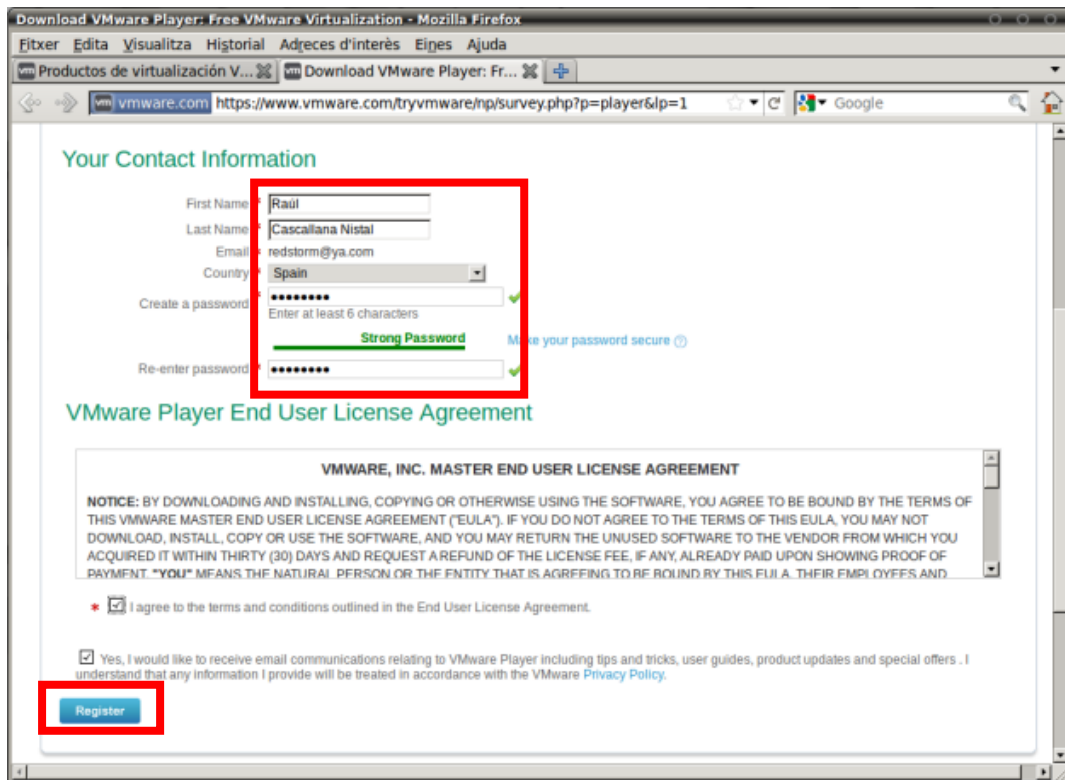 Download VMware Player: Free VMware Virtualization - Mozilla Firefox
Fitxer Edita Visualitza Historial Adreces d'interès Eines Ajuda
Productos de virtualización V... Download VMware Player: Fr...
vmware.com https://www.vmware.com/tryvmware/np/survey.php?p=player&lp=1 Google
Your Contact Information
First Name * Raúl
Last Name * Cascallana Nistal
Email * redstorm@ya.com
Country * Spain
Create a password * ••••••••
Enter at least 6 characters
Strong Password Make your password secure
Re-enter password * ••••••••
VMware Player End User License Agreement
VMWARE, INC. MASTER END USER LICENSE AGREEMENT
NOTICE: BY DOWNLOADING AND INSTALLING, COPYING OR OTHERWISE USING THE SOFTWARE, YOU AGREE TO BE BOUND BY THE TERMS OF
THIS VMWARE MASTER END USER LICENSE AGREEMENT ("EULA"). IF YOU DO NOT AGREE TO THE TERMS OF THIS EULA, YOU MAY NOT
DOWNLOAD, INSTALL, COPY OR USE THE SOFTWARE, AND YOU MAY RETURN THE UNUSED SOFTWARE TO THE VENDOR FROM WHICH YOU
ACQUIRED IT WITHIN THIRTY (30) DAYS AND REQUEST A REFUND OF THE LICENSE FEE, IF ANY, ALREADY PAID UPON SHOWING PROOF OF
PAYMENT. "YOU" MEANS THE NATURAL PERSON OR THE ENTITY THAT IS AGREEING TO BE BOUND BY THIS EULA, THEIR EMPLOYEES AND
* I agree to the terms and conditions outlined in the End User License Agreement.
Yes, I would like to receive email communications relating to VMware Player including tips and tricks, user guides, product updates and special offers . I
understand that any information I provide will be treated in accordance with the VMware Privacy Policy.
Register